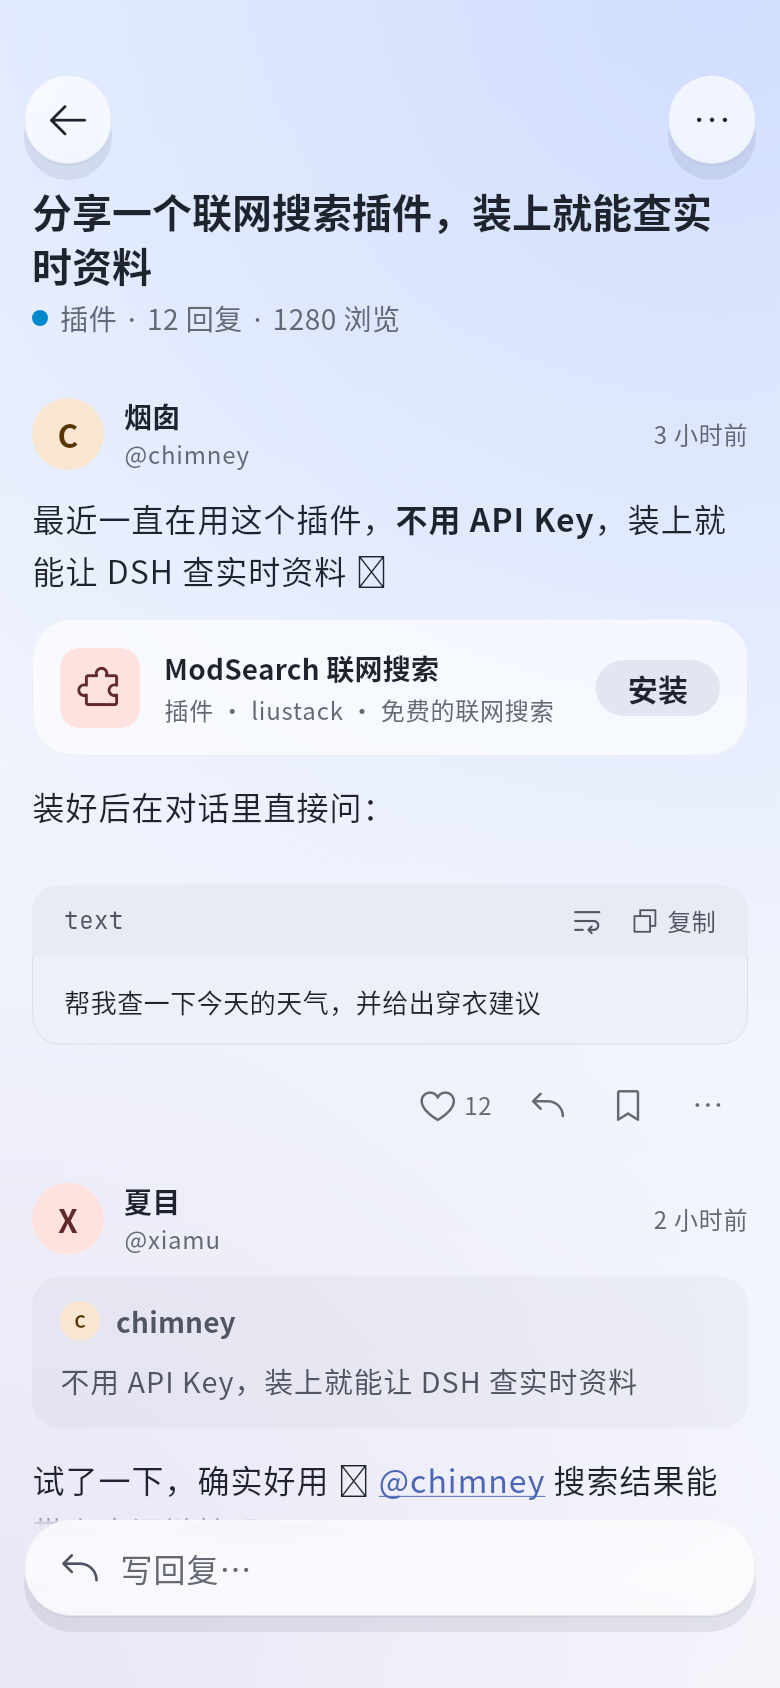 分享一个联网搜索插件，装上就能查实
时资料
插件 · 12 回复 · 1280 浏览
C
烟囱
@chimney
3 小时前
最近一直在用这个插件，不用 API Key，装上就
能让 DSH 查实时资料
ModSearch 联网搜索
插件 · liustack · 免费的联网搜索
安装
装好后在对话里直接问：
text
复制
帮我查一下今天的天气，并给出穿衣建议
12
X
夏目
@xiamu
2 小时前
C
chimney
不用 API Key，装上就能让 DSH 查实时资料
试了一下，确实好用 @chimney 搜索结果能
写回复…